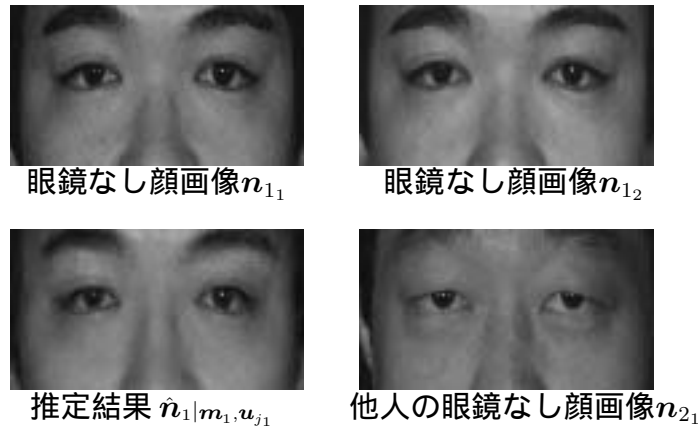 眼鏡なし顔画像n₁₁
眼鏡なし顔画像n₁₂
推定結果 n̂₁|m₁,uⱼ₁
他人の眼鏡なし顔画像n₂₁